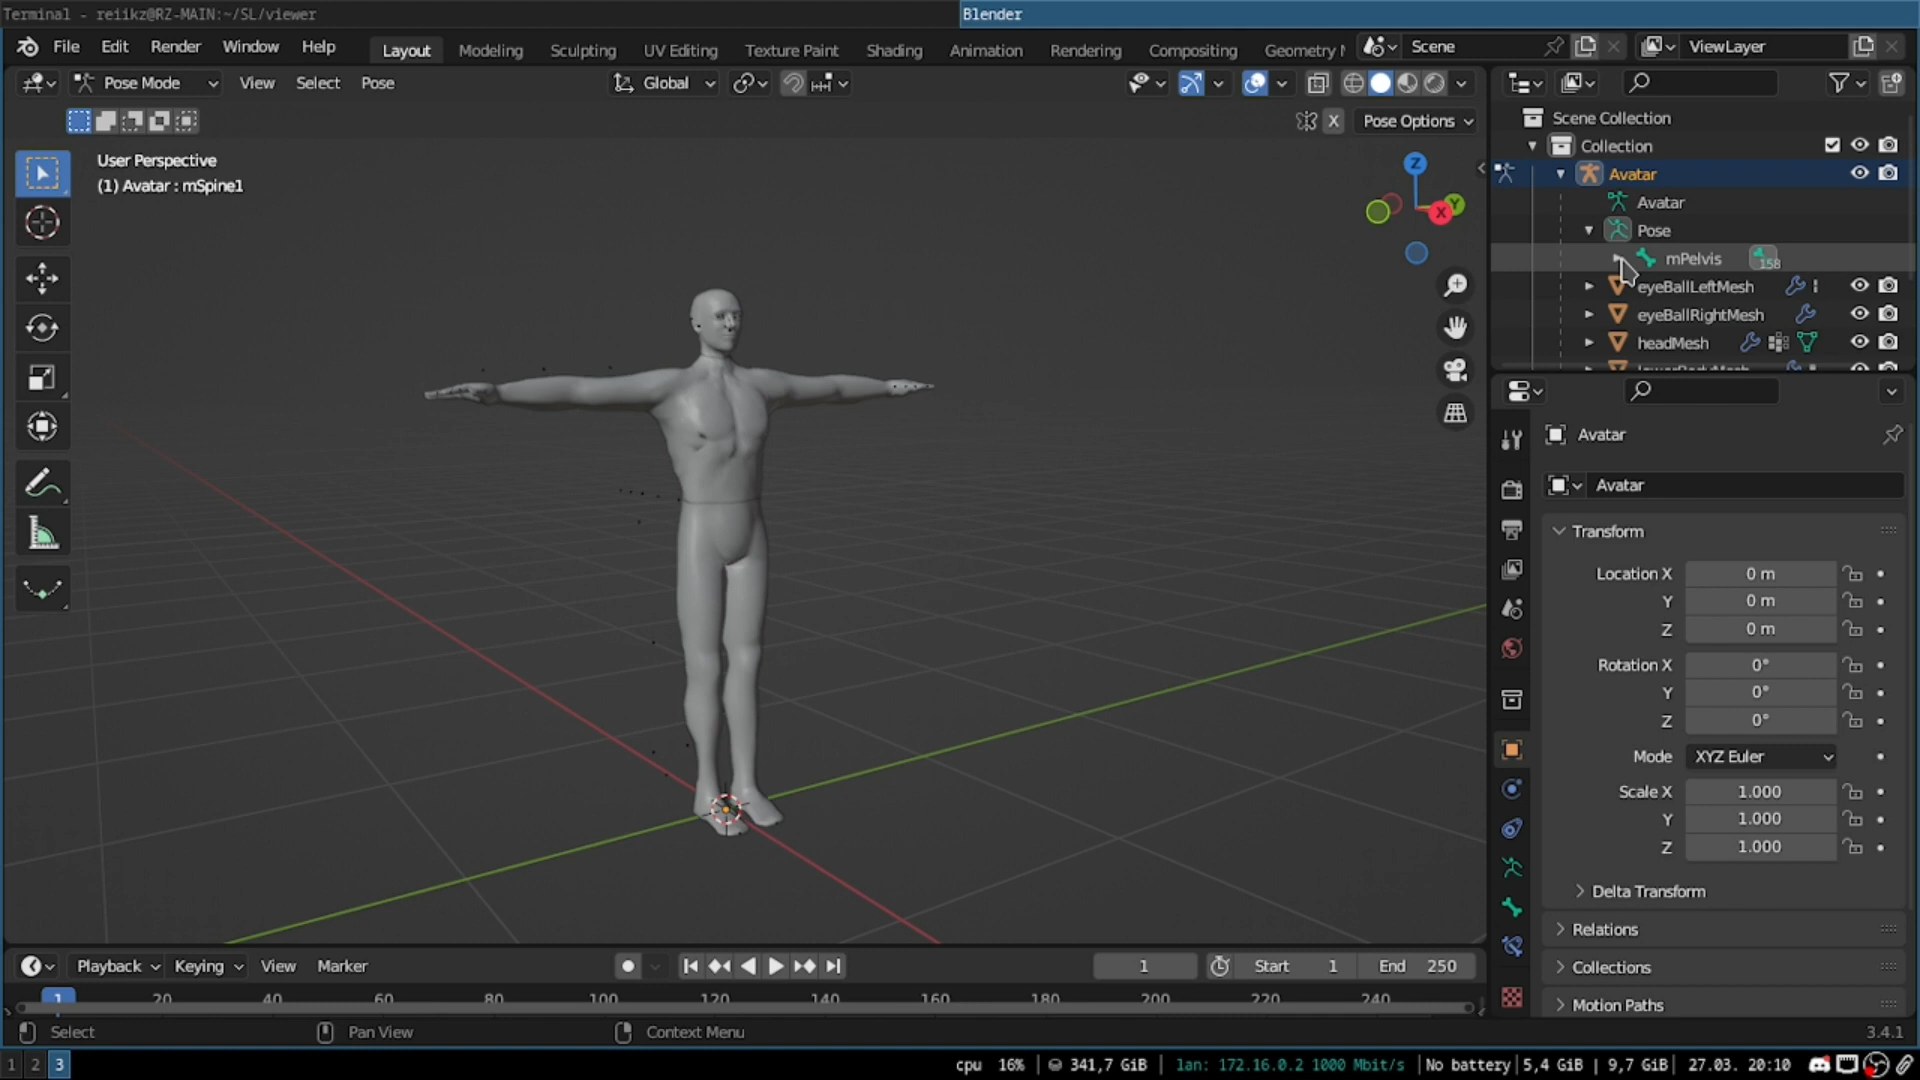 Terminal - reiikz@RZ-MAIN:~/SL/viewer
Blender
File Edit Render Window Help
Layout Modeling Sculpting UV Editing Texture Paint Shading Animation Rendering Compositing Geometry
Scene
ViewLayer
Pose Mode View Select Pose
Global
X
Pose Options
User Perspective
(1) Avatar : mSpine1
Z
Y
X
Scene Collection
Collection
Avatar
Avatar
Pose
mPelvis 158
eyeBallLeftMesh
eyeBallRightMesh
headMesh
lowerBodyMesh
Avatar
Avatar
Transform
Location X 0 m
Y 0 m
Z 0 m
Rotation X 0°
Y 0°
Z 0°
Mode XYZ Euler
Scale X 1.000
Y 1.000
Z 1.000
Delta Transform
Relations
Collections
Motion Paths
Playback Keying View Marker
1
Start 1
End 250
1 20 40 60 80 100 120 140 160 180 200 220 240
Select
Pan View
Context Menu
3.4.1
1 2 3
cpu 16% | 341,7 GiB | lan: 172.16.0.2 1000 Mbit/s |No battery|5,4 GiB | 9,7 GiB| 27.03. 20:10